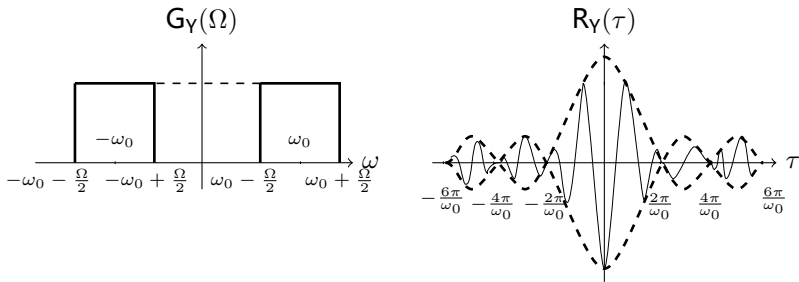 G_Y(Ω)
R_Y(τ)
−ω₀
ω₀
ω
τ
−ω₀ − Ω/2
−ω₀ + Ω/2
ω₀ − Ω/2
ω₀ + Ω/2
−6π/ω₀
−4π/ω₀
−2π/ω₀
2π/ω₀
4π/ω₀
6π/ω₀